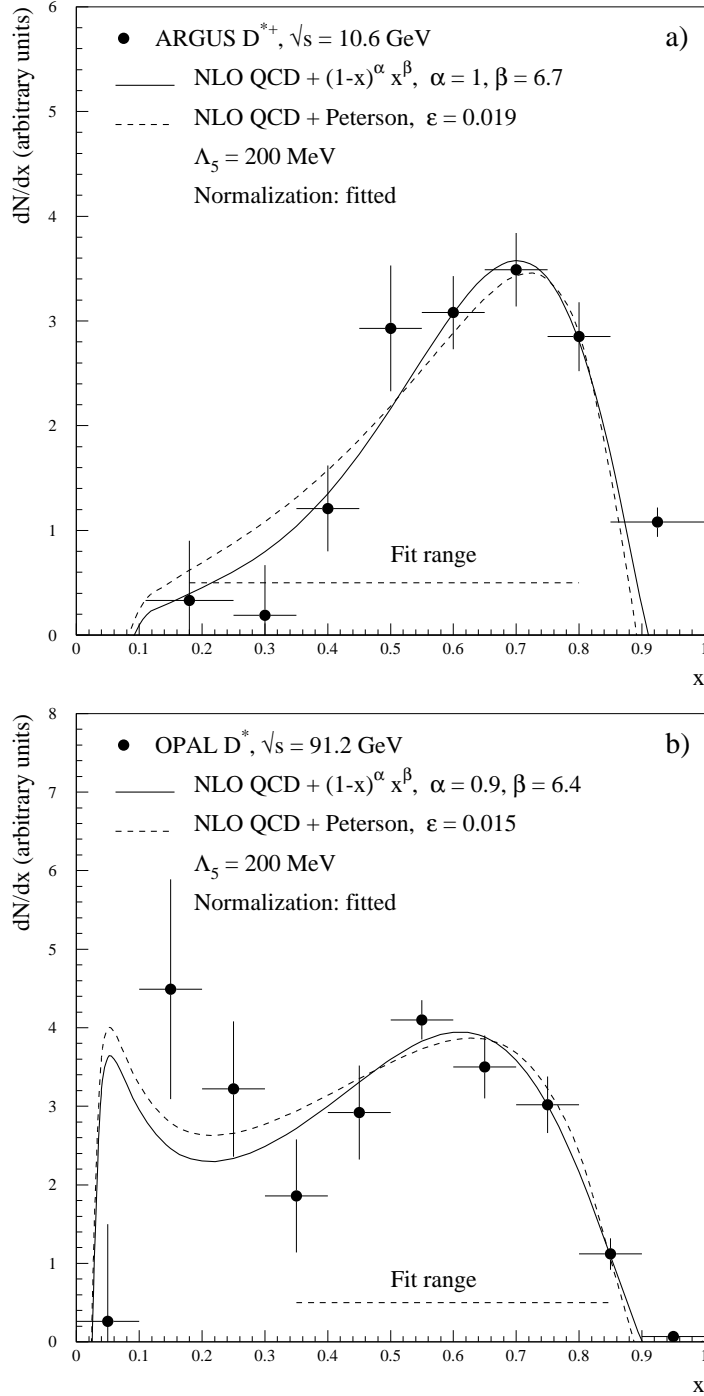 a)
ARGUS D*+, √s = 10.6 GeV
NLO QCD + (1-x)^α x^β, α = 1, β = 6.7
NLO QCD + Peterson, ε = 0.019
Λ5 = 200 MeV
Normalization: fitted
Fit range
dN/dx (arbitrary units)
6
5
4
3
2
1
0
0 0.1 0.2 0.3 0.4 0.5 0.6 0.7 0.8 0.9 1
x
b)
OPAL D*, √s = 91.2 GeV
NLO QCD + (1-x)^α x^β, α = 0.9, β = 6.4
NLO QCD + Peterson, ε = 0.015
Λ5 = 200 MeV
Normalization: fitted
Fit range
dN/dx (arbitrary units)
8
7
6
5
4
3
2
1
0
0 0.1 0.2 0.3 0.4 0.5 0.6 0.7 0.8 0.9 1
x